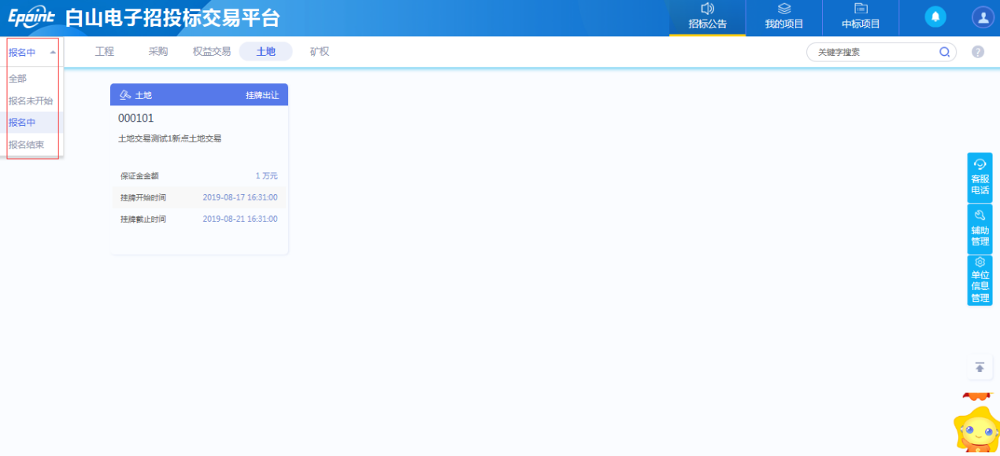 Epoint 白山电子招投标交易平台
招标公告 我的项目 中标项目
报名中 工程 采购 权益交易 土地 矿权 关键字搜索 ?
全部
报名未开始
报名中
报名结束
土地 挂牌出让
000101
土地交易测试1新点土地交易
保证金金额 1 万元
挂牌开始时间 2019-08-17 16:31:00
挂牌截止时间 2019-08-21 16:31:00
客服
电话
辅助
管理
单位
信息
管理